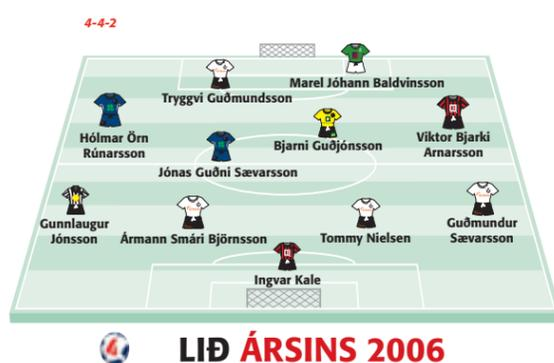 4-4-2
Marel Jóhann Baldvinsson
Tryggvi Guðmundsson
Hólmar Örn
Rúnarsson
Bjarni Guðjónsson
Viktor Bjarki
Arnarsson
Jónas Guðni Sævarsson
Gunnlaugur
Jónsson
Ármann Smári Björnsson
Tommy Nielsen
Guðmundur
Sævarsson
Ingvar Kale
4 LIÐ ÁRSINS 2006